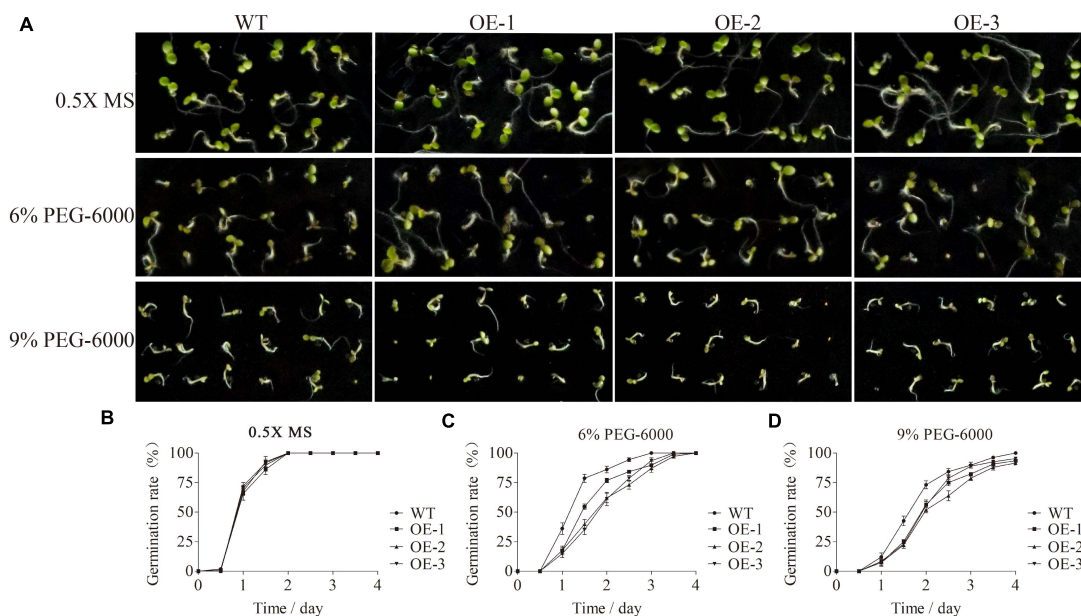 A
WT OE-1 OE-2 OE-3
0.5X MS
6% PEG-6000
9% PEG-6000
B
0.5X MS
Germination rate (%)
100
75
50
25
0
0 1 2 3 4
Time / day
WT
OE-1
OE-2
OE-3
C
6% PEG-6000
Germination rate (%)
100
75
50
25
0
0 1 2 3 4
Time / day
WT
OE-1
OE-2
OE-3
D
9% PEG-6000
Germination rate (%)
100
75
50
25
0
0 1 2 3 4
Time / day
WT
OE-1
OE-2
OE-3